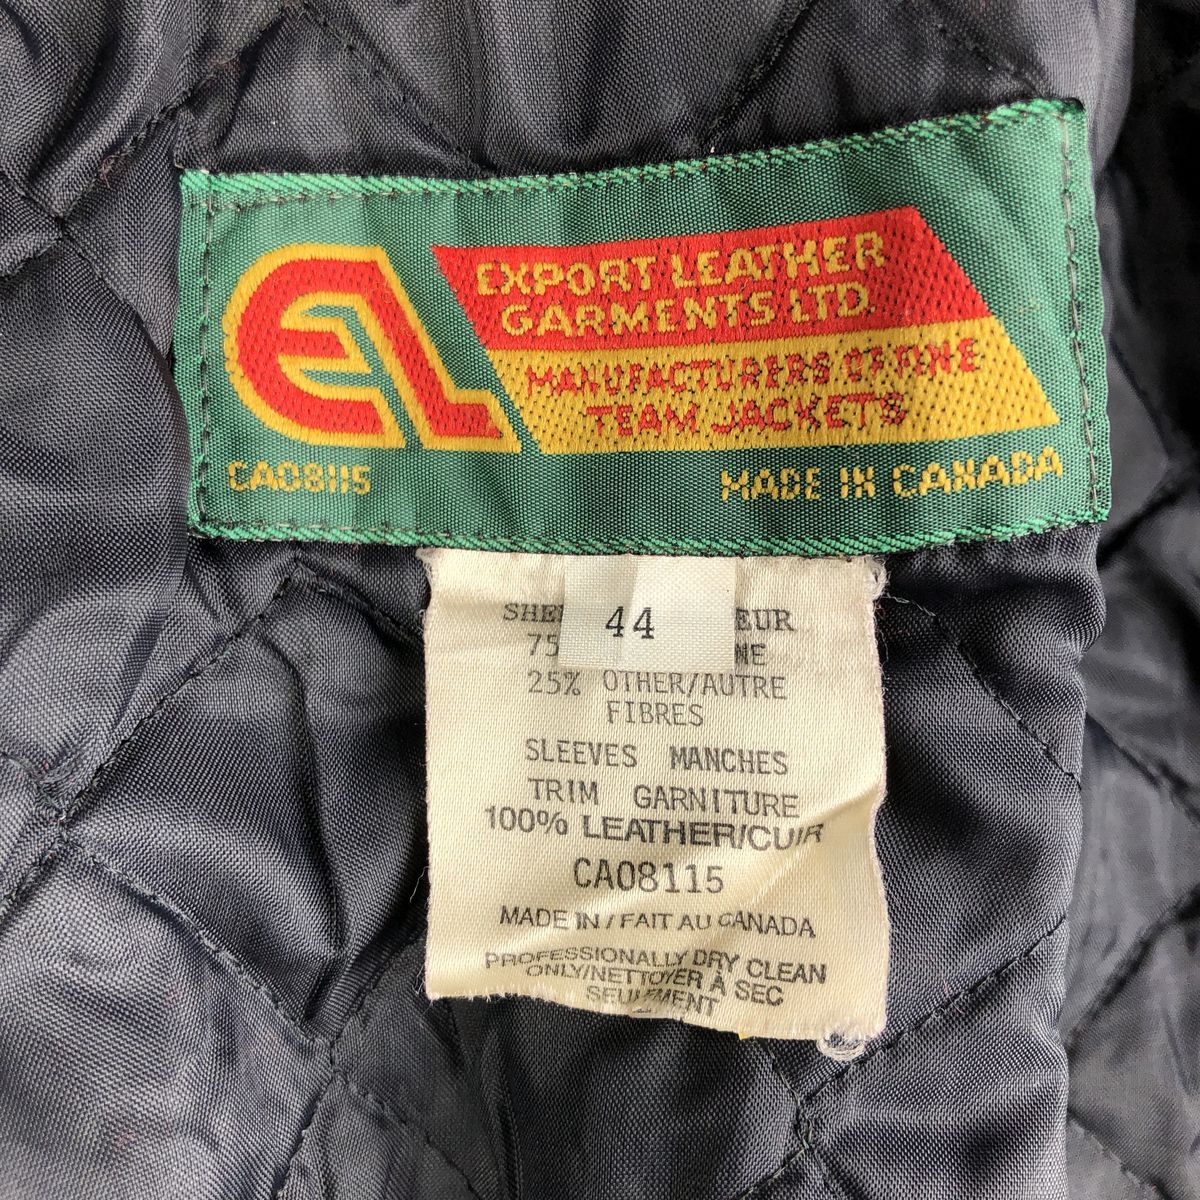 EL
EXPORT LEATHER
GARMENTS LTD.
MANUFACTURERS OF FINE
TEAM JACKETS
CA08115
MADE IN CANADA
44
25% OTHER/AUTRE
FIBRES
SLEEVES MANCHES
TRIM GARNITURE
100% LEATHER/CUIR
CA08115
MADE IN / FAIT AU CANADA
PROFESSIONALLY DRY CLEAN
ONLY/NETTOYER À SEC
SEULEMENT